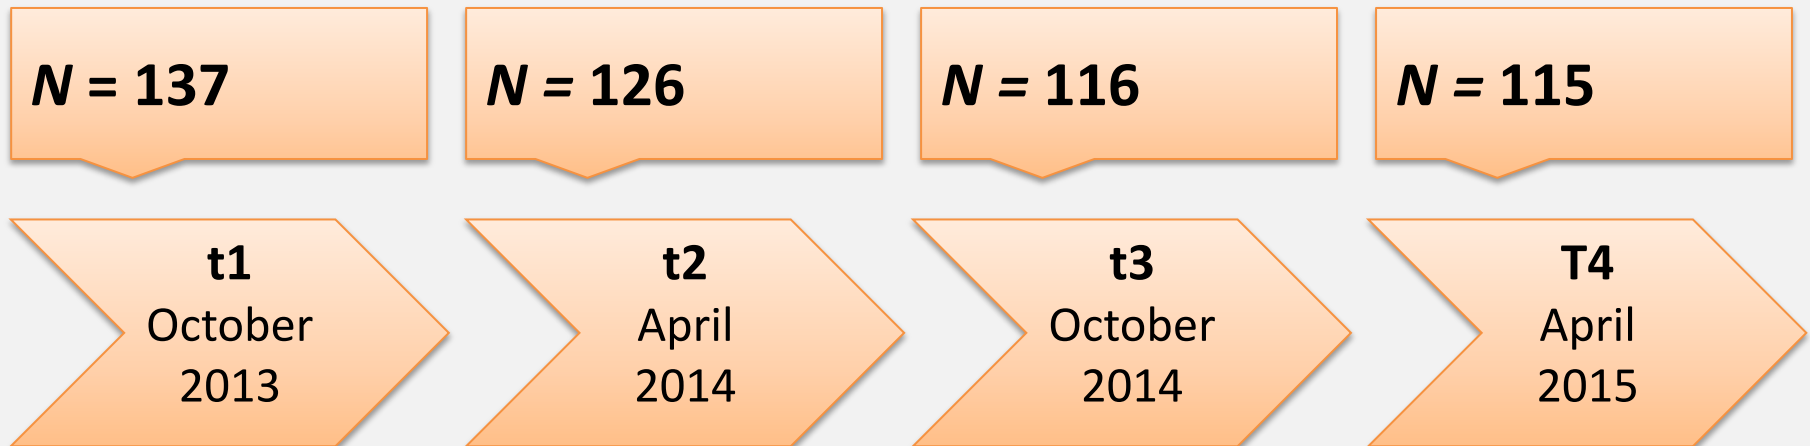 N = 137
N = 126
N = 116
N = 115
t1
October
2013
t2
April
2014
t3
October
2014
T4
April
2015